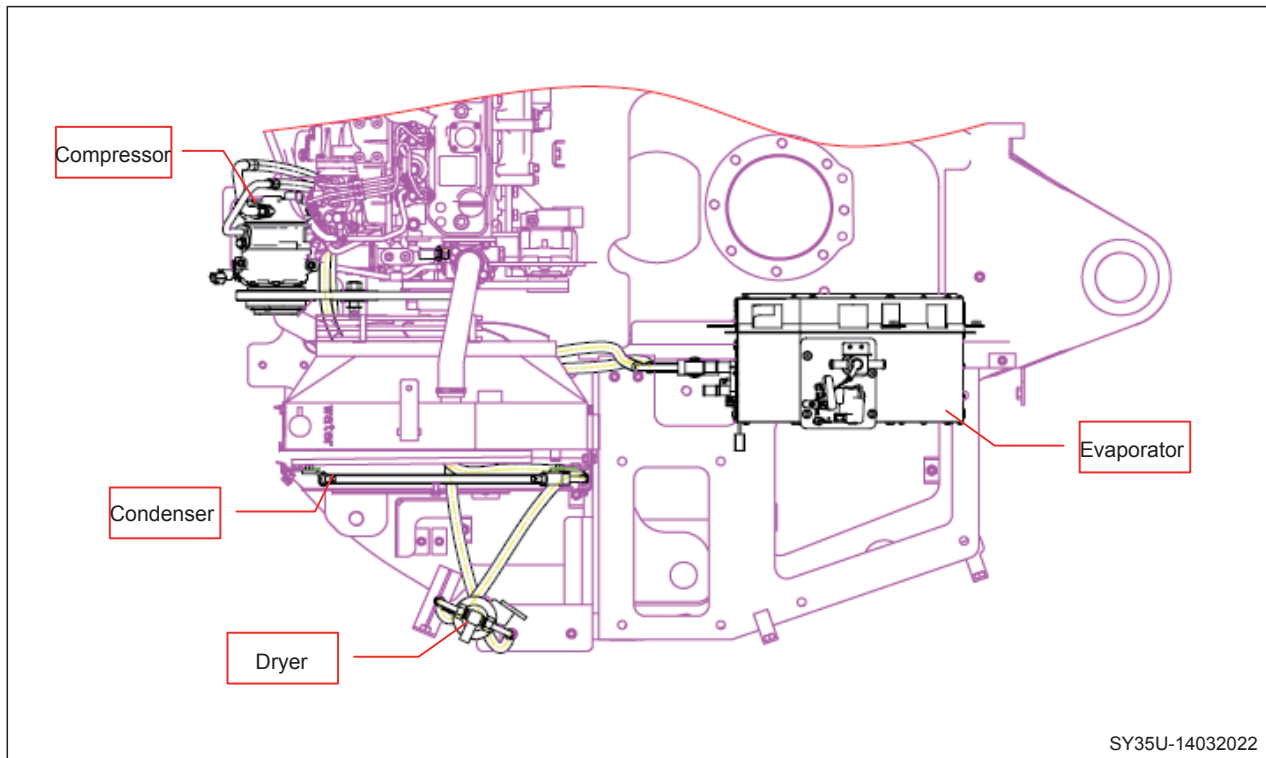 Compressor
water
Evaporator
Condenser
Dryer
SY35U-14032022